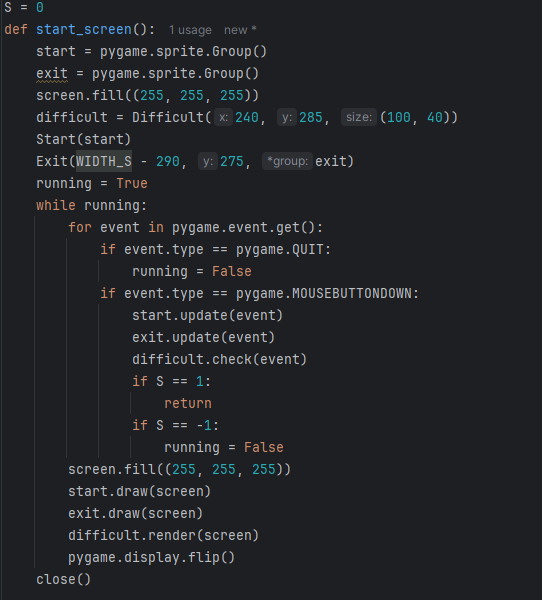 S = 0
def start_screen():  1 usage  new *
    start = pygame.sprite.Group()
    exit = pygame.sprite.Group()
    screen.fill((255, 255, 255))
    difficult = Difficult( x: 240,  y: 285,  size: (100, 40))
    Start(start)
    Exit(WIDTH_S - 290,  y: 275,  *group: exit)
    running = True
    while running:
        for event in pygame.event.get():
            if event.type == pygame.QUIT:
                running = False
            if event.type == pygame.MOUSEBUTTONDOWN:
                start.update(event)
                exit.update(event)
                difficult.check(event)
                if S == 1:
                    return
                if S == -1:
                    running = False
        screen.fill((255, 255, 255))
        start.draw(screen)
        exit.draw(screen)
        difficult.render(screen)
        pygame.display.flip()
    close()